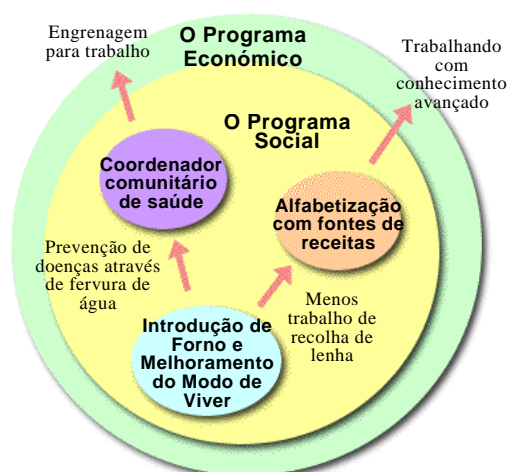 Engrenagem
para trabalho
O Programa
Económico
Trabalhando
com
conhecimento
avançado
O Programa
Social
Coordenador
comunitário
de saúde
Alfabetização
com fontes de
receitas
Prevenção de
doenças através
de fervura de
água
Menos
trabalho de
recolha de
lenha
Introdução de
Forno e
Melhoramento
do Modo de
Viver